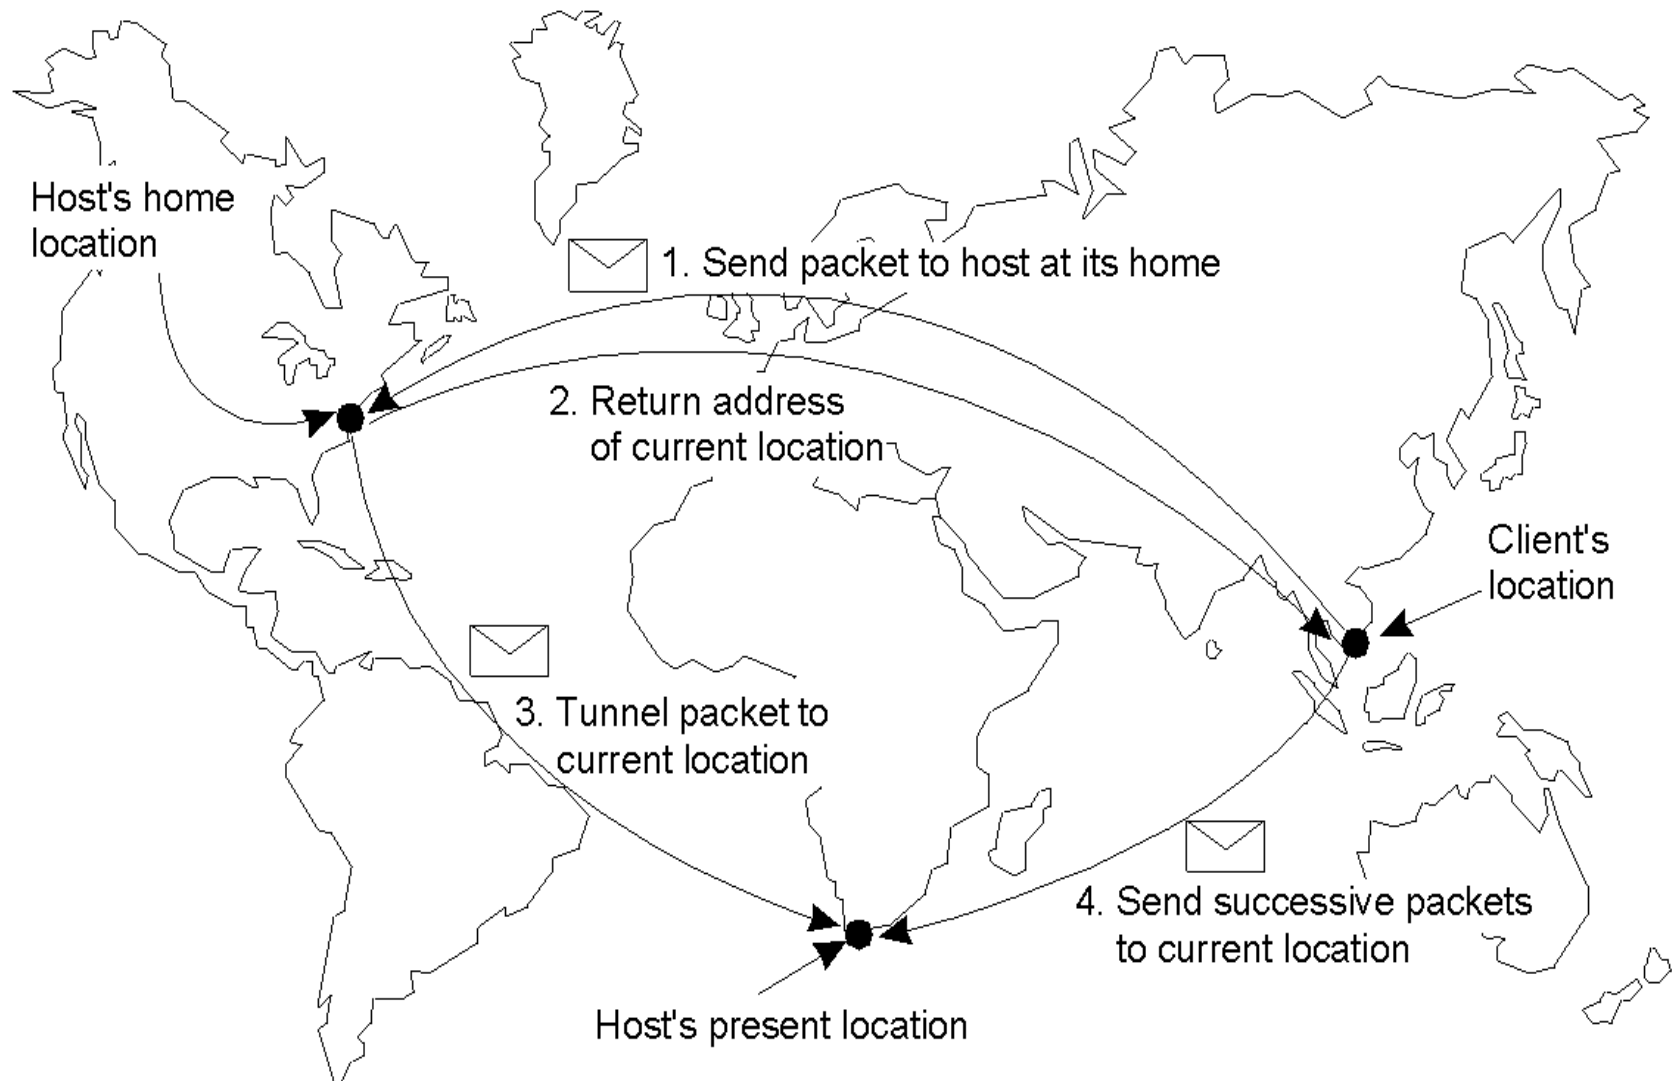 Host's home
location
1. Send packet to host at its home
2. Return address
of current location
Client's
location
3. Tunnel packet to
current location
4. Send successive packets
to current location
Host's present location